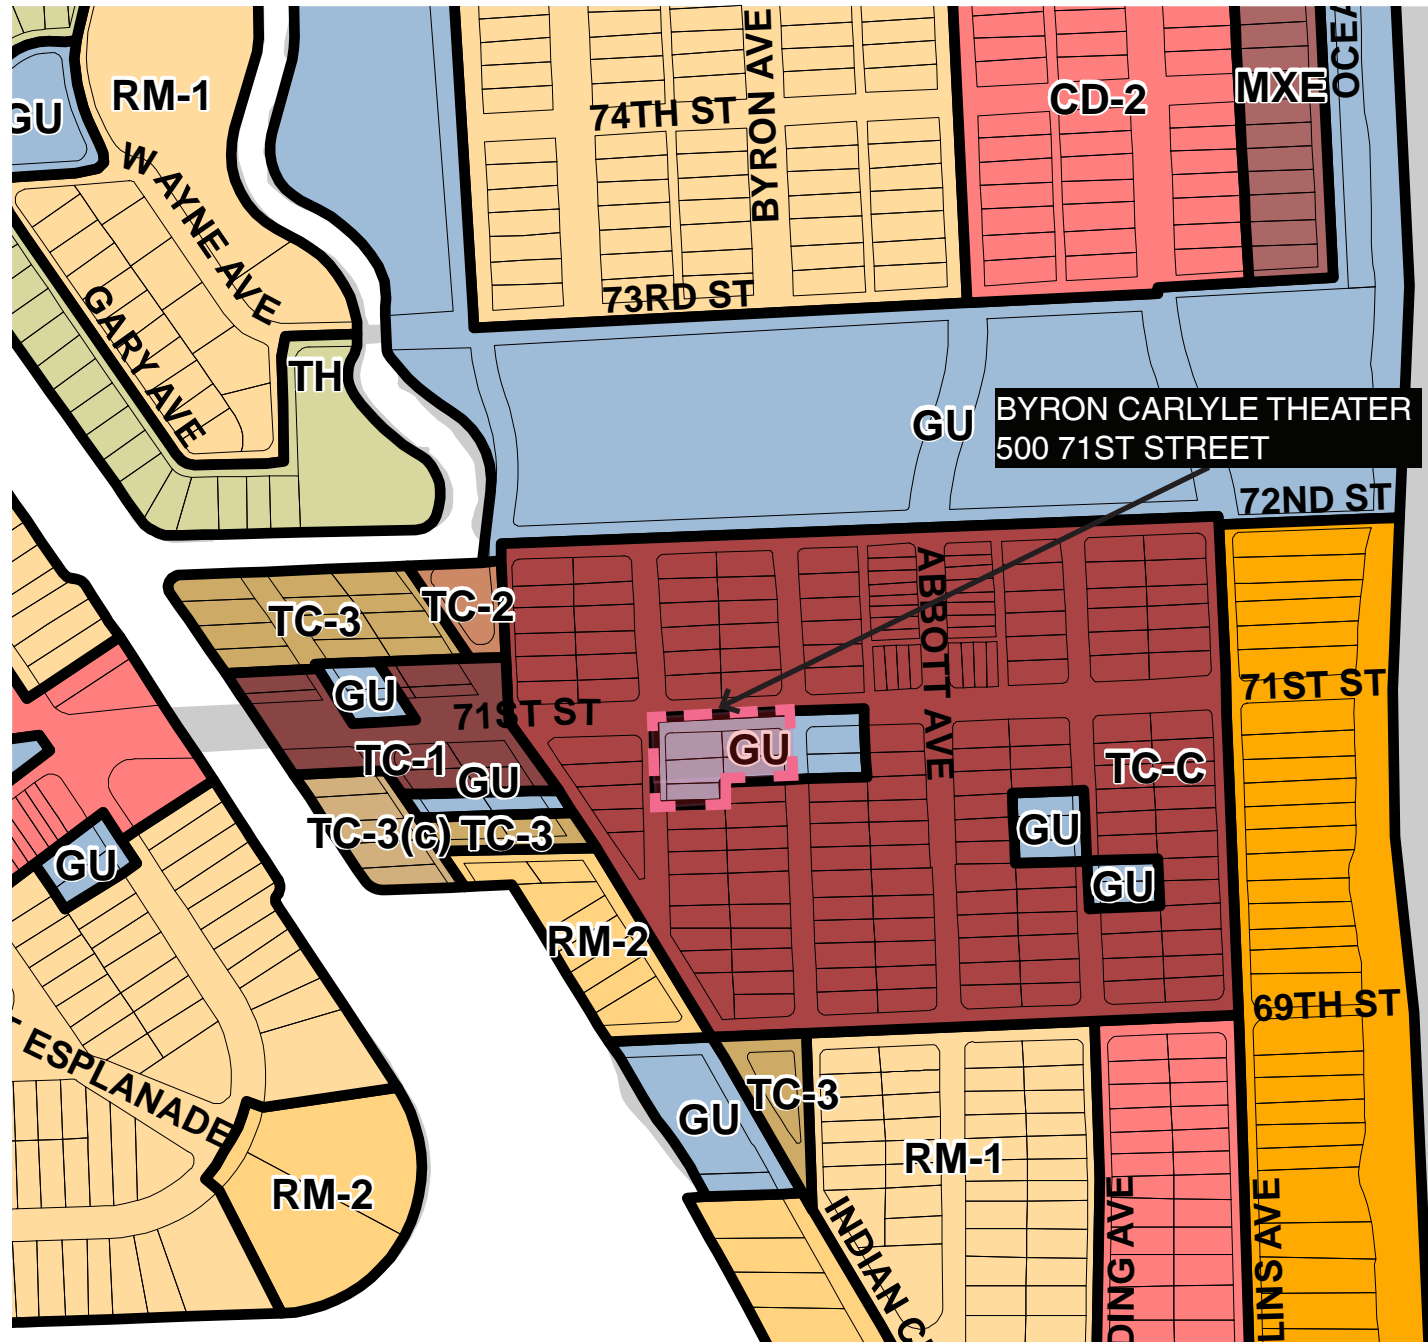 BYRON AVE
OCEA
RM-1
GU
CD-2
MXE
74TH ST
W AYNE AVE
GARY AVE
73RD ST
TH
GU
BYRON CARLYLE THEATER
500 71ST STREET
72ND ST
TC-3
TC-2
ABBOTT AVE
GU
71ST ST
71ST ST
TC-1
GU
GU
TC-C
TC-3(c)
TC-3
GU
GU
GU
RM-2
69TH ST
T ESPLANADE
GU
TC-3
RM-1
RM-2
INDIAN C
DING AVE
LINS AVE